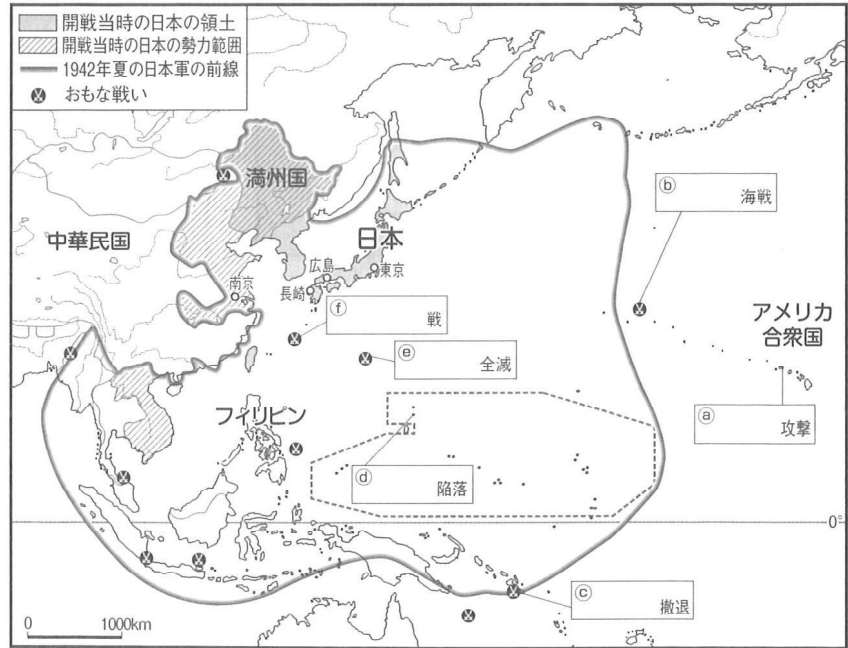 開戦当時の日本の領土
開戦当時の日本の勢力範囲
1942年夏の日本軍の前線
おもな戦い
満州国
中華民国
日本
広島
東京
南京
長崎
ⓑ
海戦
アメリカ
合衆国
ⓕ
戦
ⓔ
全滅
フィリピン
ⓐ
攻撃
ⓓ
陥落
0°
ⓒ
撤退
0 1000km